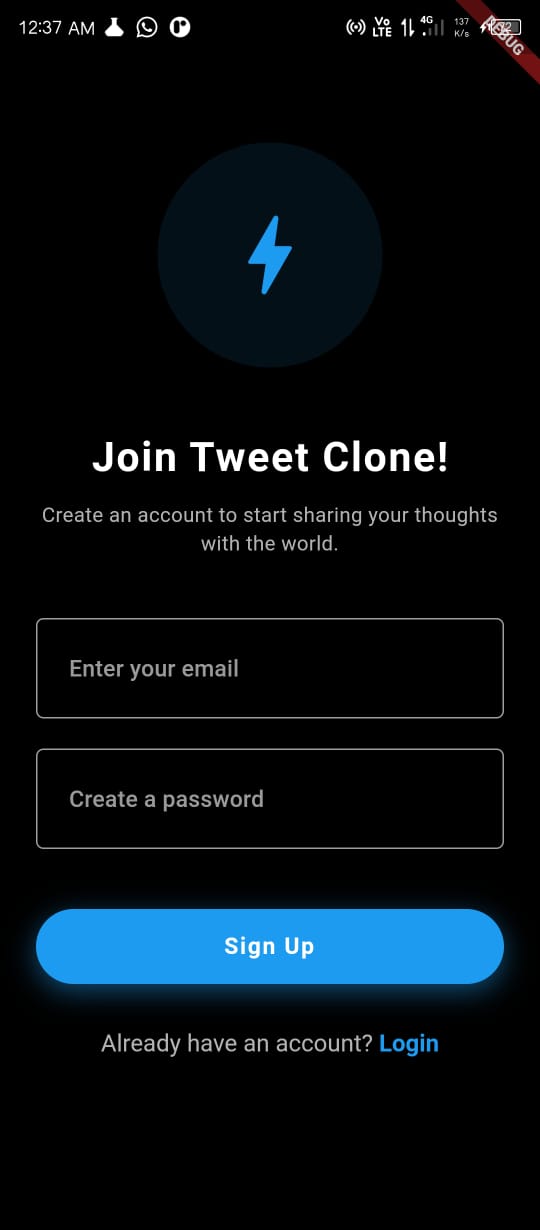 12:37 AM
Vo
LTE
4G
137
K/s
DEBUG
Join Tweet Clone!
Create an account to start sharing your thoughts
with the world.
Enter your email
Create a password
Sign Up
Already have an account? Login